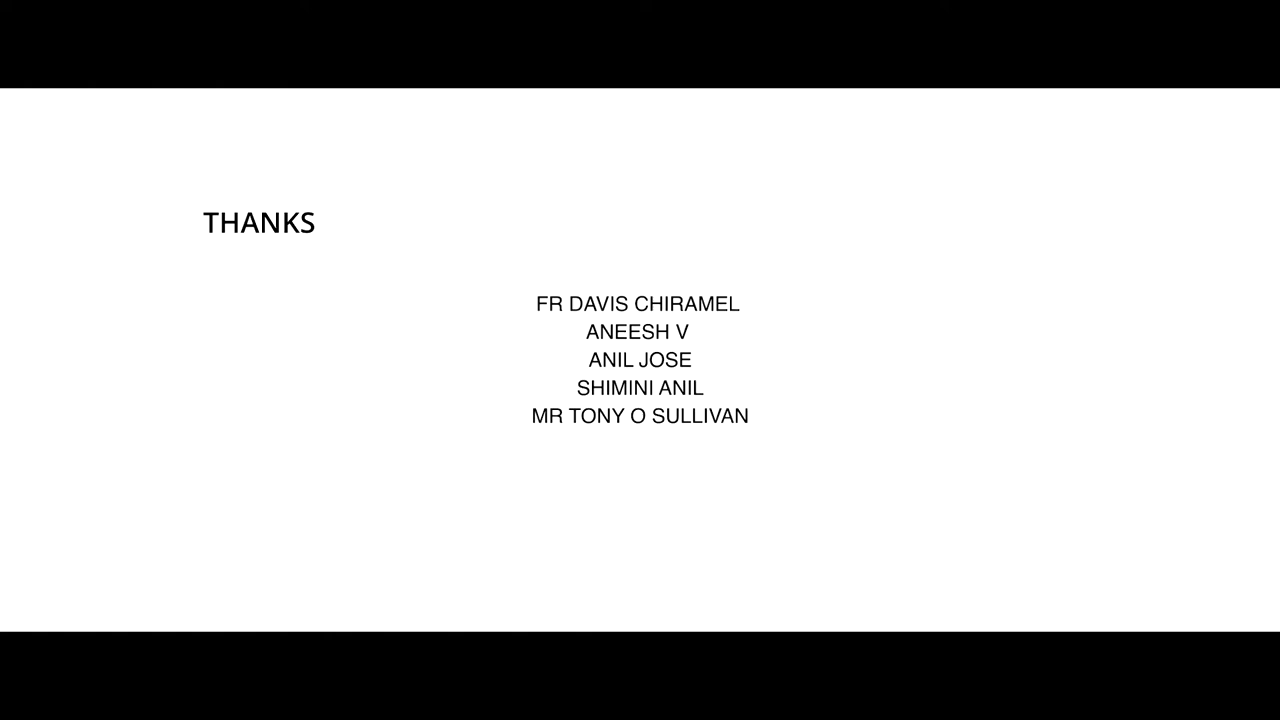 THANKS
FR DAVIS CHIRAMEL
ANEESH V
ANIL JOSE
SHIMINI ANIL
MR TONY O SULLIVAN